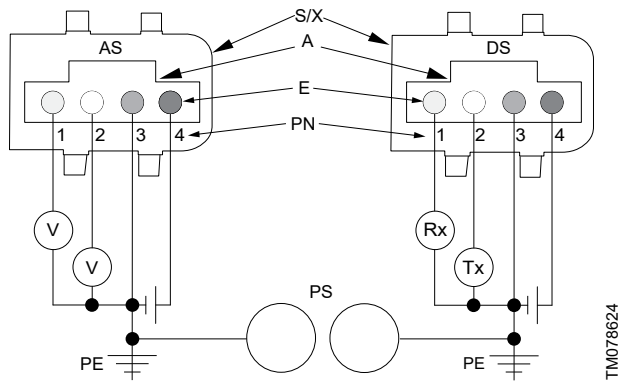 S/X
AS
A
DS
E
1 2 3 4
PN
1 2 3 4
V
V
Rx
Tx
PS
PE
PE
TM078624